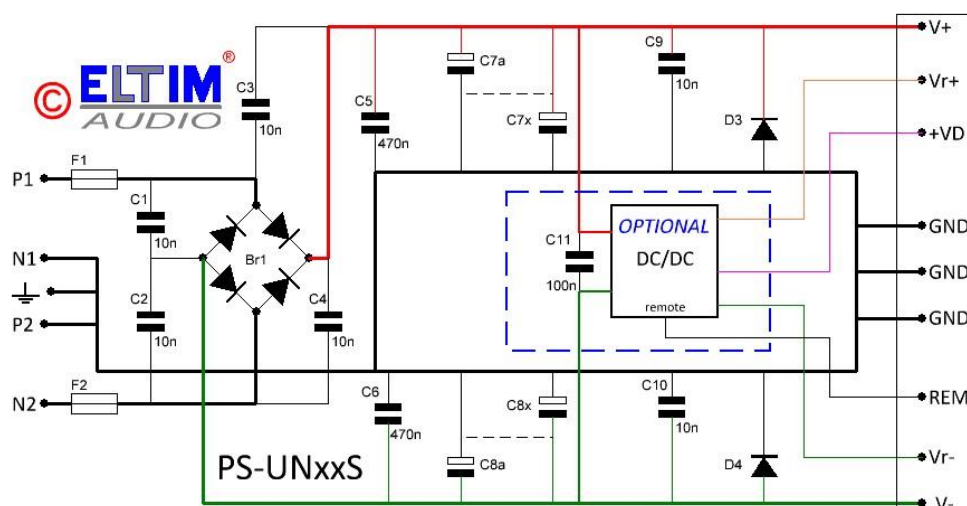 © ELTIM ®
AUDIO
C3
10n
C5
470n
C7a
C7x
C9
10n
D3
V+
Vr+
+VD
F1
P1
C1
10n
Br1
N1
P2
C2
10n
C4
10n
OPTIONAL
DC/DC
remote
C11
100n
GND
GND
GND
F2
N2
C6
470n
C8x
C8a
C10
10n
D4
REM
Vr-
V-
PS-UNxxS